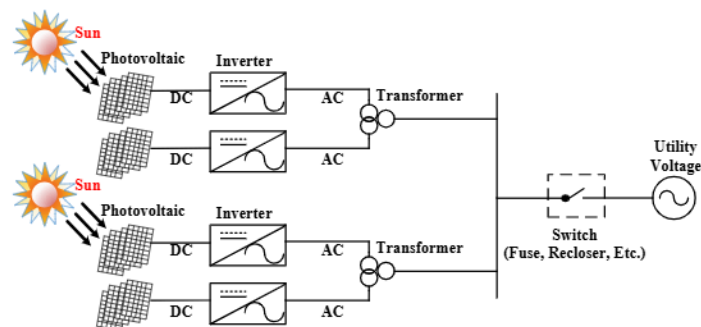 Sun
Photovoltaic
Inverter
DC
AC
Transformer
DC
AC
Utility
Voltage
Sun
Photovoltaic
Inverter
DC
AC
Transformer
Switch
(Fuse, Recloser, Etc.)
DC
AC